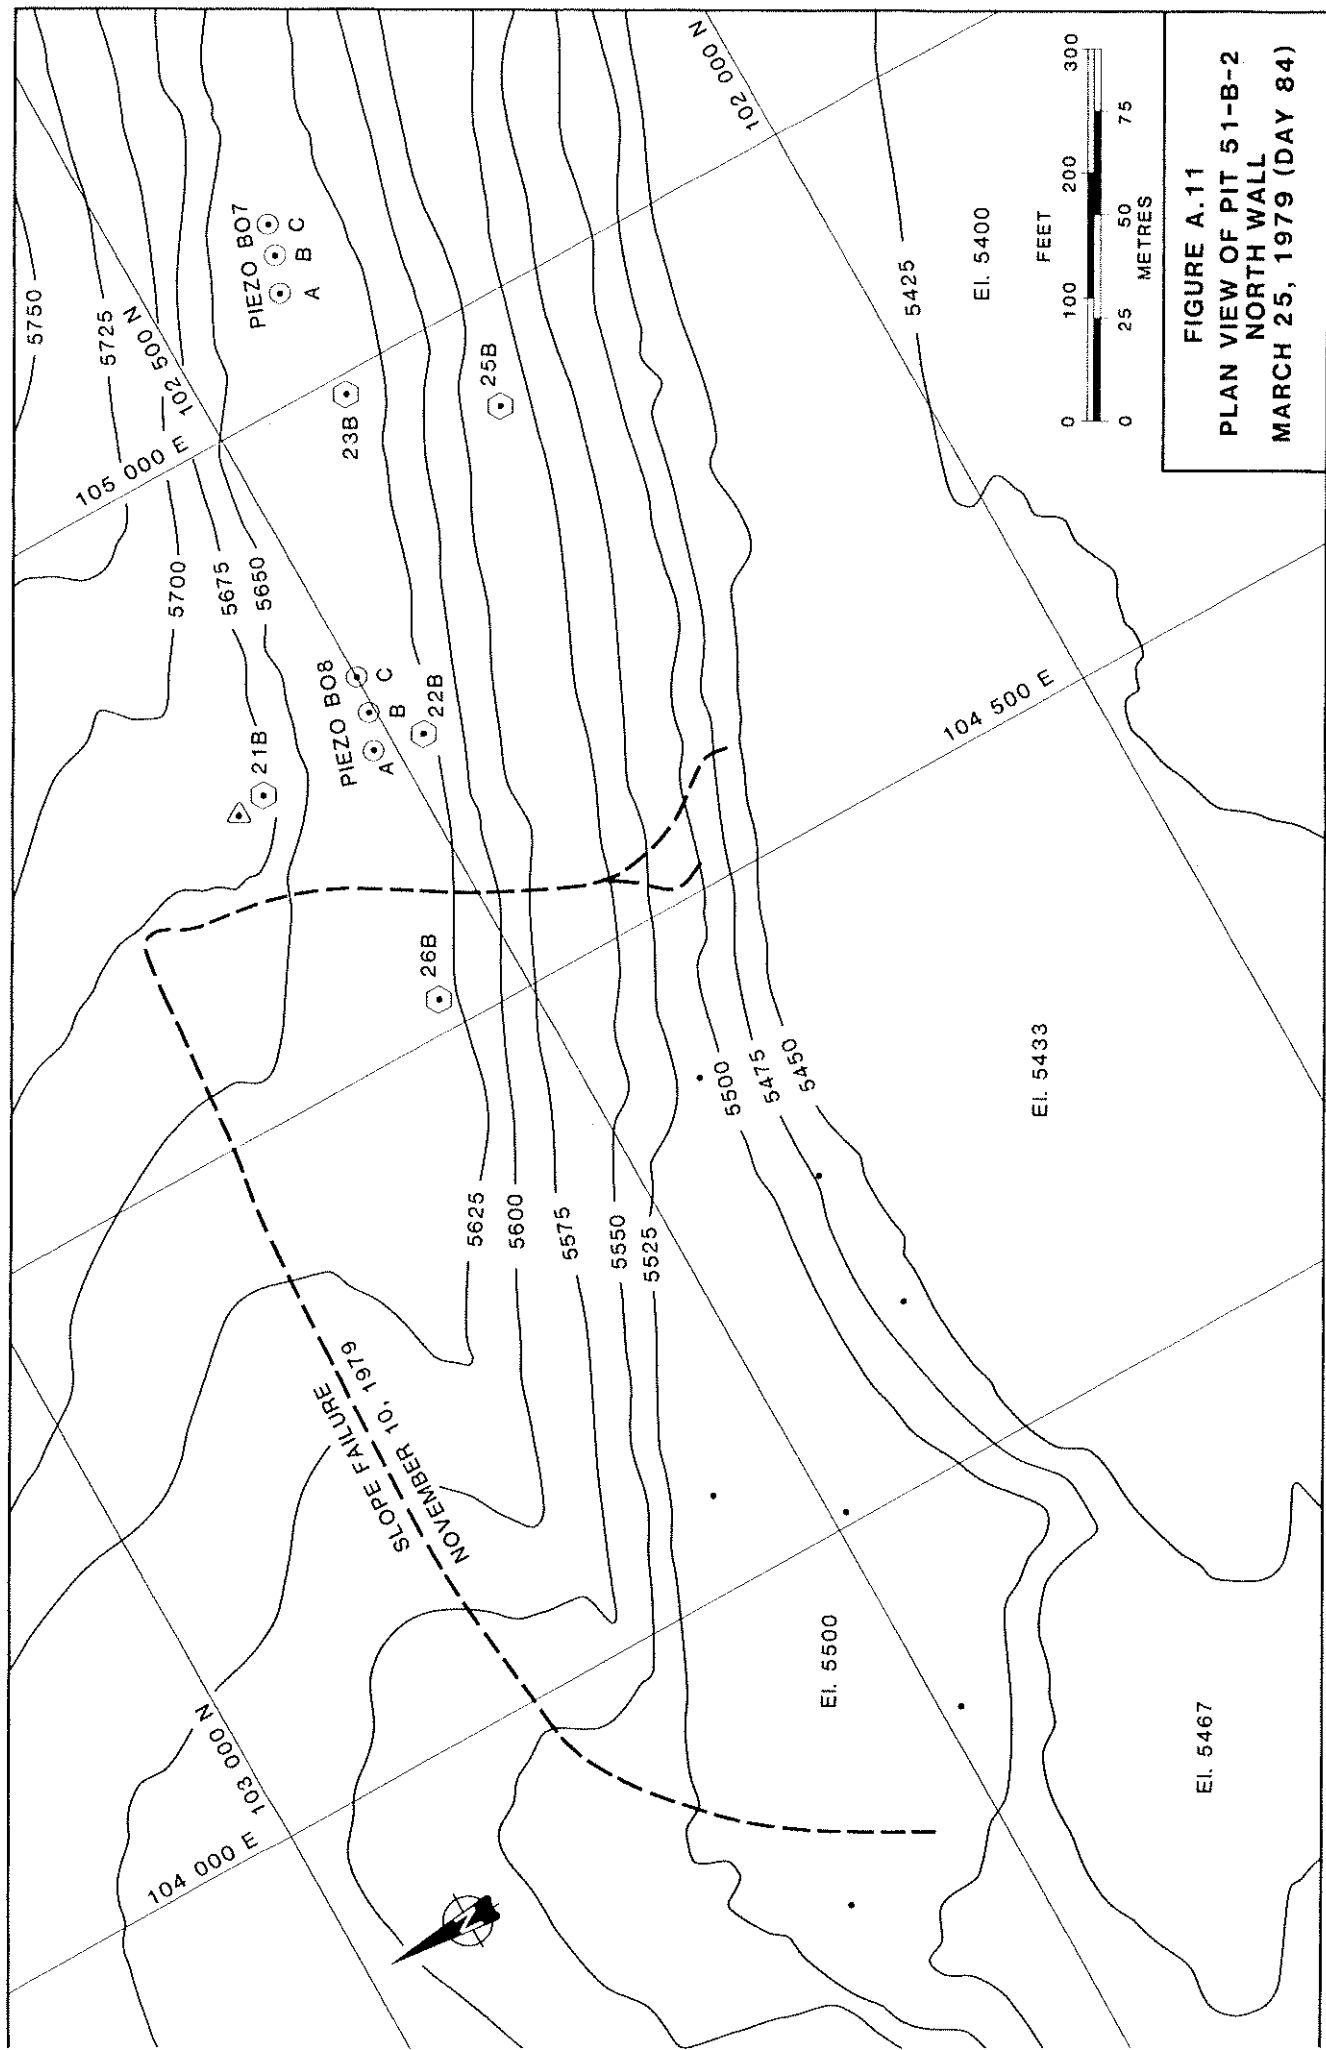 5750
5725
102 500 N
105 000 E
5700
5675
5650
PIEZO BO7
A
B
C
23B
25B
PIEZO BO8
A
B
C
21B
22B
26B
102 000 N
104 500 E
5425
El. 5400
5625
5600
5575
5550
5525
5500
5475
5450
El. 5433
SLOPE FAILURE
NOVEMBER 10, 1979
103 000 N
104 000 E
N
El. 5500
El. 5467
FEET
0 100 200 300
0 25 50 75
METRES
FIGURE A.11
PLAN VIEW OF PIT 51-B-2
NORTH WALL
MARCH 25, 1979 (DAY 84)